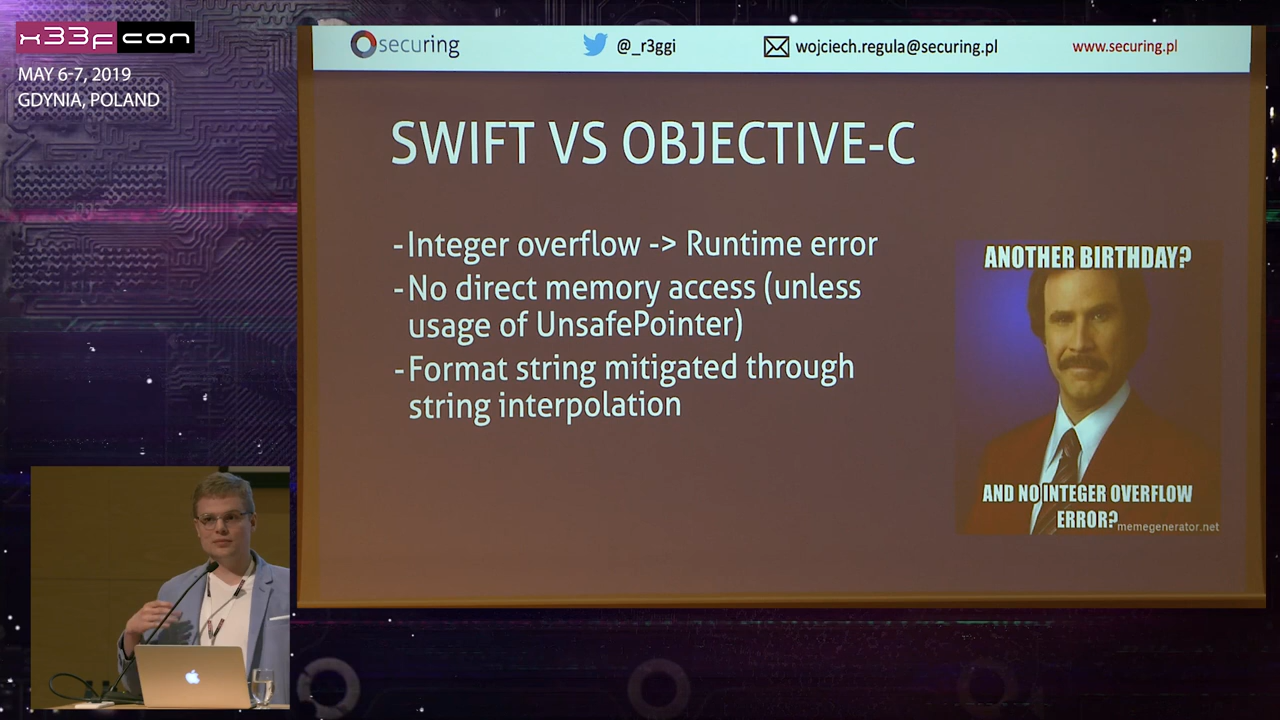 x33fcon
MAY 6-7, 2019
GDYNIA, POLAND
securing
@_r3ggi
wojciech.regula@securing.pl
www.securing.pl
SWIFT VS OBJECTIVE-C
-Integer overflow -> Runtime error
-No direct memory access (unless
usage of UnsafePointer)
-Format string mitigated through
string interpolation
ANOTHER BIRTHDAY?
AND NO INTEGER OVERFLOW
ERROR?
memegenerator.net